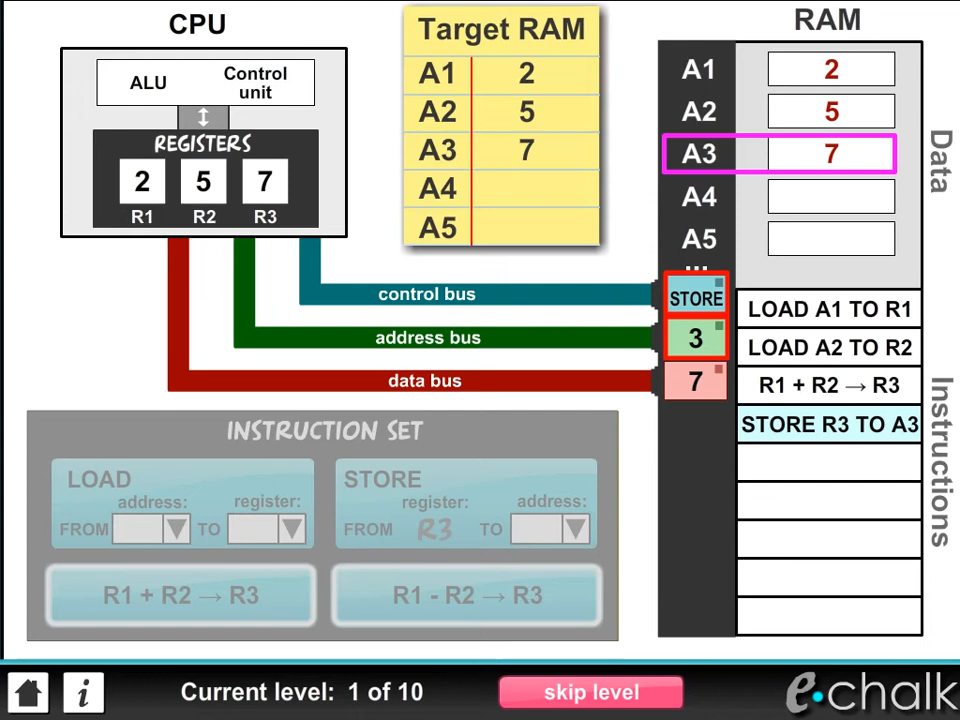 CPU
ALU
Control
unit
REGISTERS
2 5 7
R1 R2 R3
Target RAM
A1 2
A2 5
A3 7
A4
A5
RAM
A1 2
A2 5
A3 7
A4
A5
...
Data
control bus
STORE
address bus
3
data bus
7
LOAD A1 TO R1
LOAD A2 TO R2
R1 + R2 → R3
STORE R3 TO A3
Instructions
INSTRUCTION SET
LOAD
address: register:
FROM TO
STORE
register: address:
FROM R3 TO
R1 + R2 → R3
R1 - R2 → R3
i
Current level: 1 of 10
skip level
e·chalk